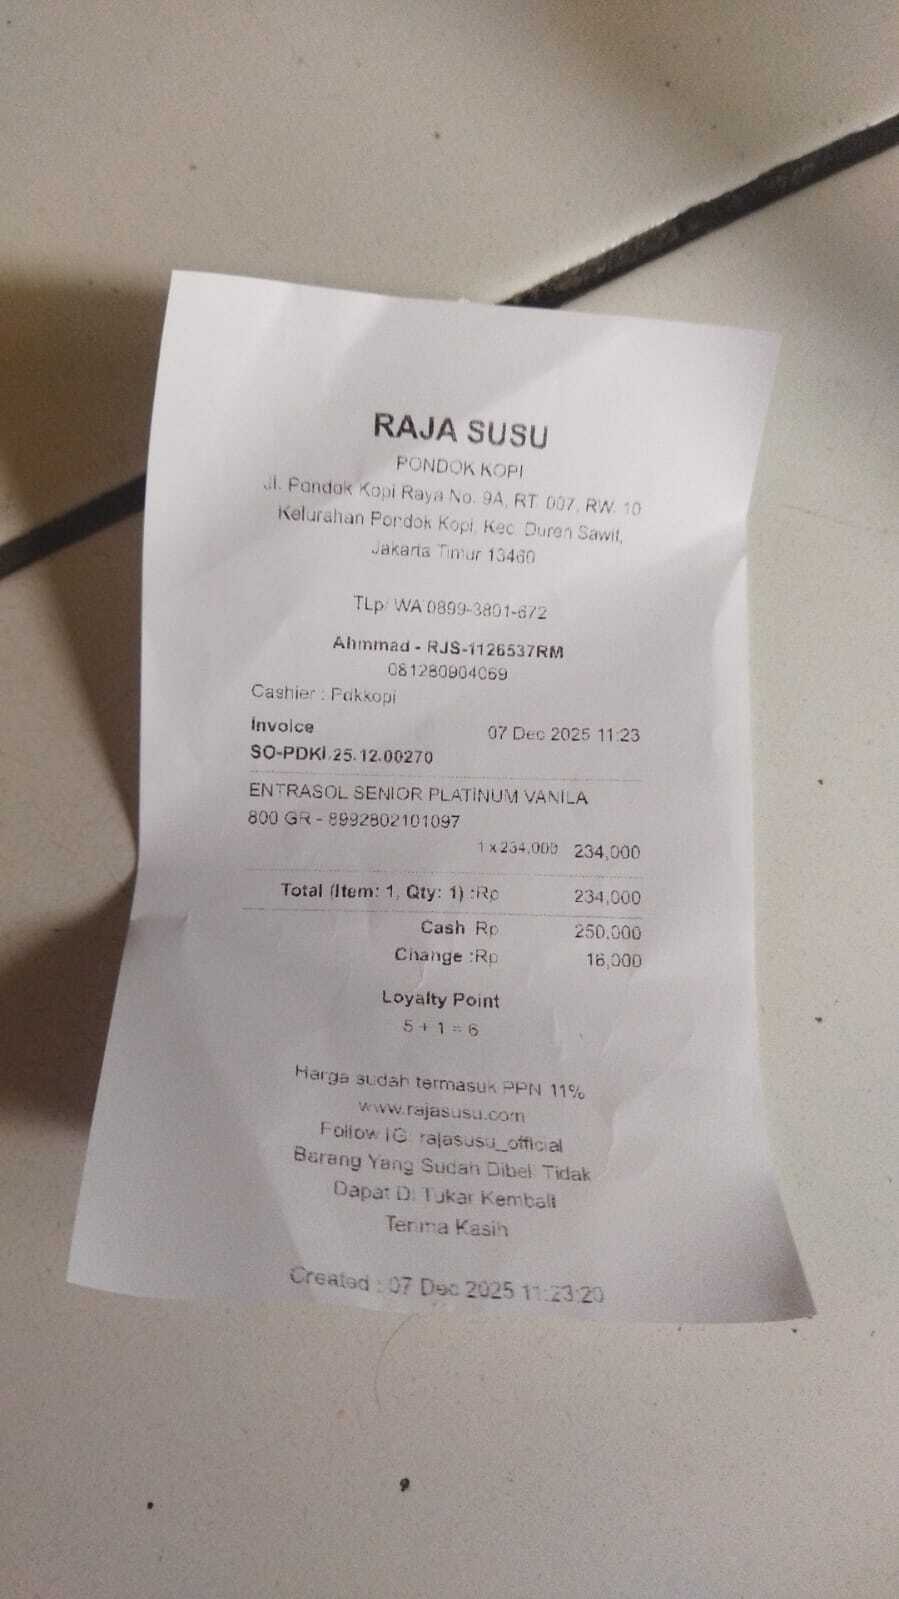 RAJA SUSU
PONDOK KOPI
Jl. Pondok Kopi Raya No. 9A, RT. 007, RW. 10
Kelurahan Pondok Kopi, Kec. Duren Sawit,
Jakarta Timur 13460
TLp/ WA 0899-3801-672
Ahmmad - RJS-1126537RM
081280904069
Cashier : Pdkkopi
Invoice 07 Dec 2025 11:23
SO-PDKI.25.12.00270
ENTRASOL SENIOR PLATINUM VANILA
800 GR - 8992802101097
1 x 234,000 234,000
Total (Item: 1, Qty: 1) :Rp 234,000
Cash Rp 250,000
Change :Rp 16,000
Loyalty Point
5 + 1 = 6
Harga sudah termasuk PPN 11%
www.rajasusu.com
Follow IG: rajasusu_official
Barang Yang Sudah Dibeli Tidak
Dapat Di Tukar Kembali
Terima Kasih
Created : 07 Dec 2025 11:23:20